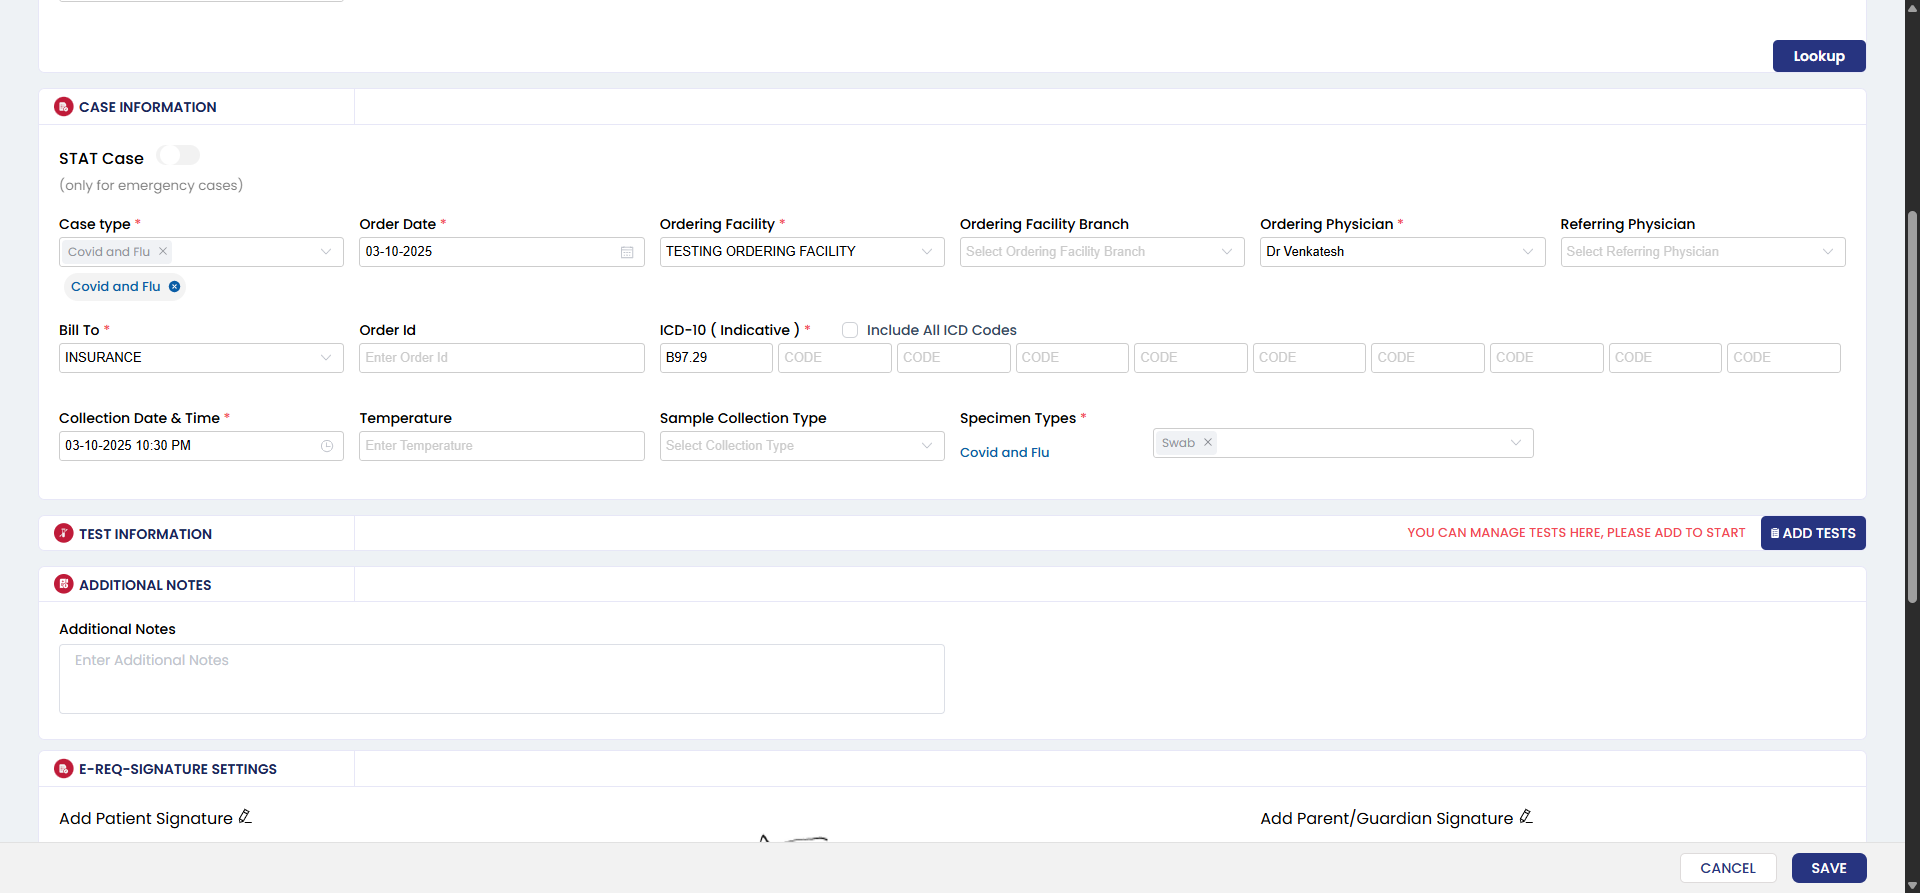 Lookup
CASE INFORMATION
STAT Case
(only for emergency cases)
Case type * Order Date * Ordering Facility * Ordering Facility Branch Ordering Physician * Referring Physician
Covid and Flu 03-10-2025 TESTING ORDERING FACILITY Select Ordering Facility Branch Dr Venkatesh Select Referring Physician
Covid and Flu
Bill To * Order Id ICD-10 ( Indicative ) * Include All ICD Codes
INSURANCE Enter Order Id B97.29 CODE CODE CODE CODE CODE CODE CODE CODE CODE
Collection Date & Time * Temperature Sample Collection Type Specimen Types *
03-10-2025 10:30 PM Enter Temperature Select Collection Type Covid and Flu Swab
TEST INFORMATION YOU CAN MANAGE TESTS HERE, PLEASE ADD TO START ADD TESTS
ADDITIONAL NOTES
Additional Notes
Enter Additional Notes
E-REQ-SIGNATURE SETTINGS
Add Patient Signature Add Parent/Guardian Signature
CANCEL SAVE